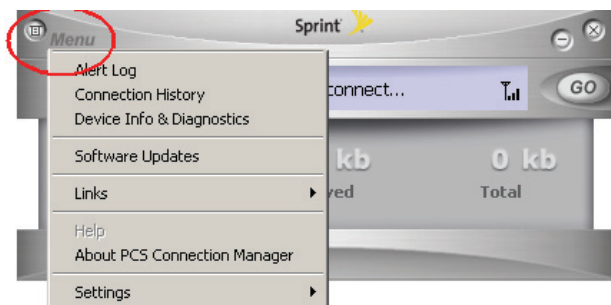 Sprint
Menu
Alert Log
Connection History
Device Info & Diagnostics
Software Updates
Links
Help
About PCS Connection Manager
Settings
connect...
GO
kb
0 kb
Total